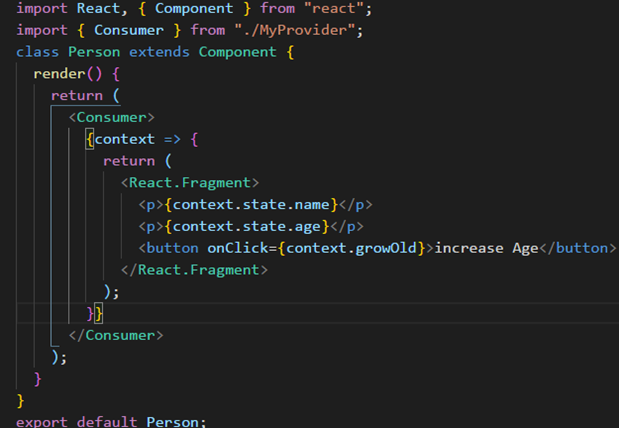 import React, { Component } from "react";
import { Consumer } from "./MyProvider";
class Person extends Component {
  render() {
    return (
      <Consumer>
        {context => {
          return (
            <React.Fragment>
              <p>{context.state.name}</p>
              <p>{context.state.age}</p>
              <button onClick={context.growOld}>increase Age</button>
            </React.Fragment>
          );
        }}
      </Consumer>
    );
  }
}
export default Person;